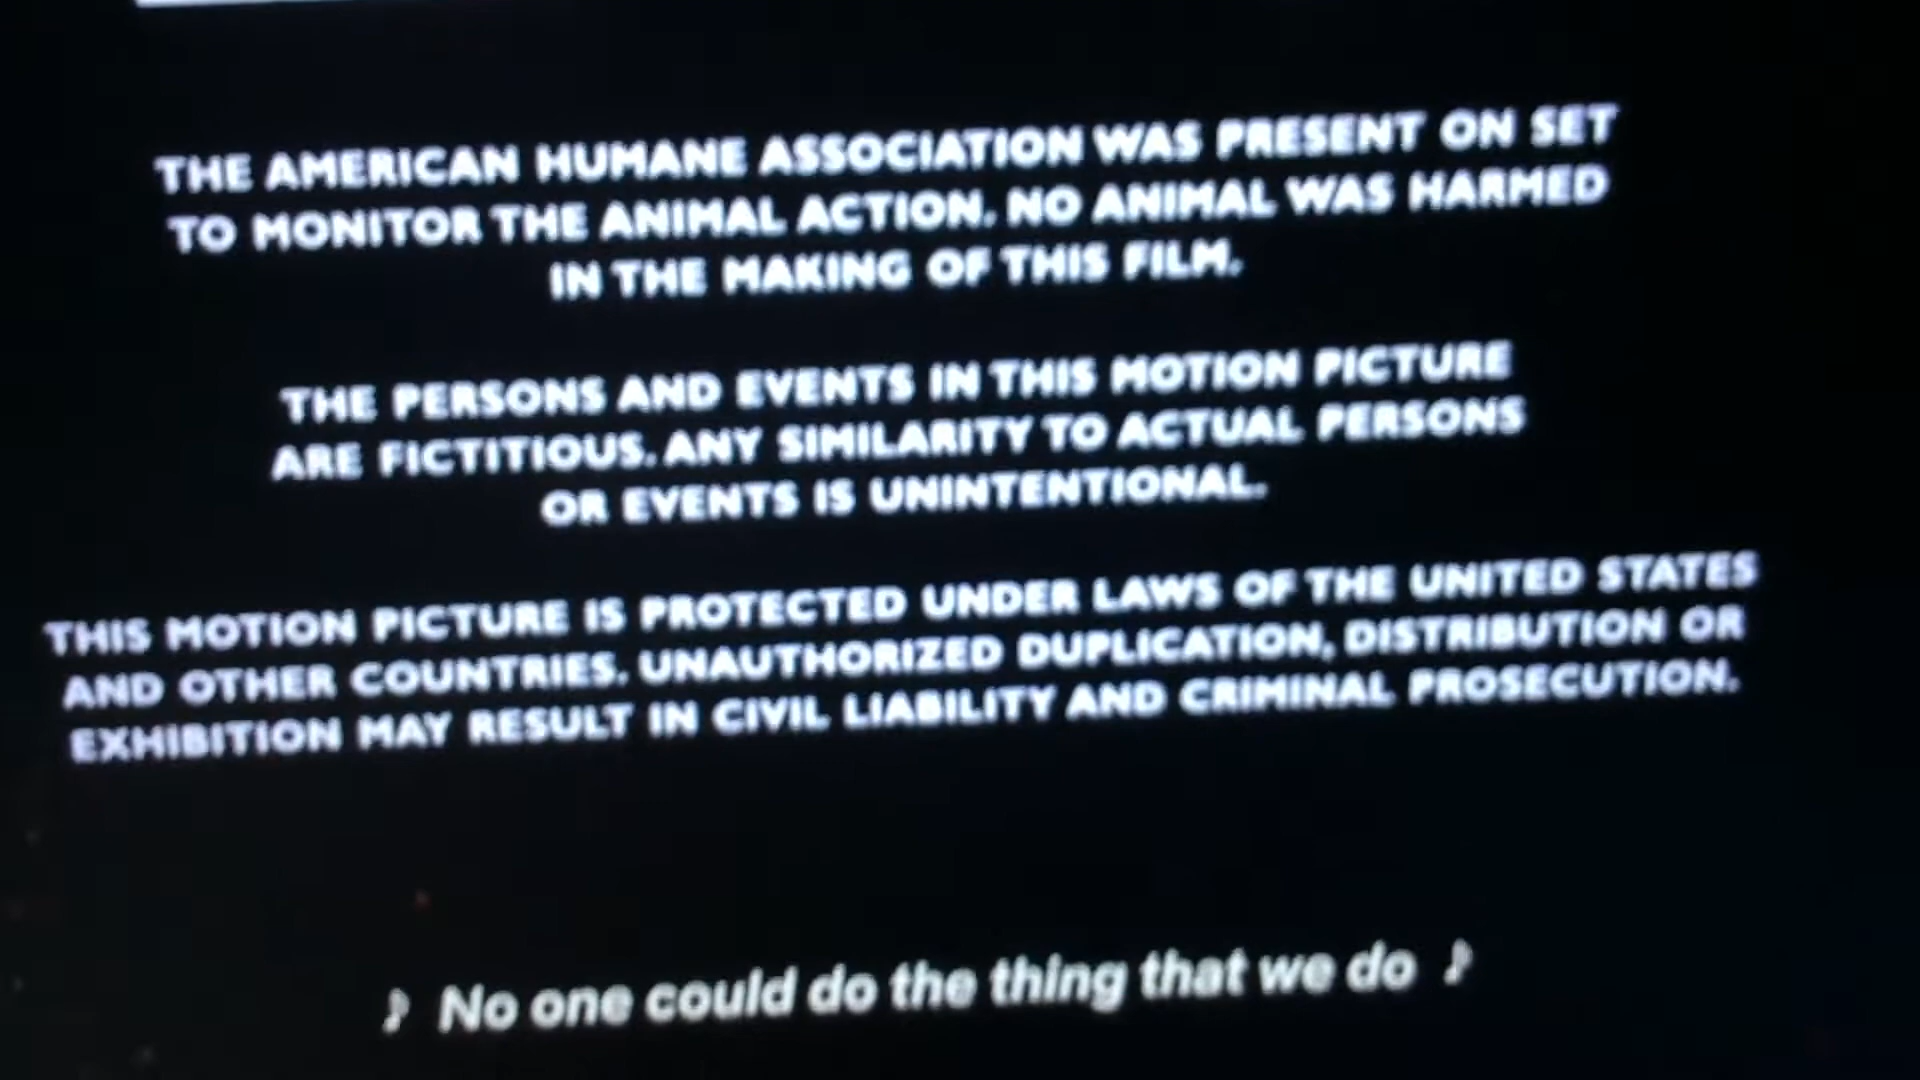 THE AMERICAN HUMANE ASSOCIATION WAS PRESENT ON SET
TO MONITOR THE ANIMAL ACTION. NO ANIMAL WAS HARMED
IN THE MAKING OF THIS FILM.
THE PERSONS AND EVENTS IN THIS MOTION PICTURE
ARE FICTITIOUS. ANY SIMILARITY TO ACTUAL PERSONS
OR EVENTS IS UNINTENTIONAL.
THIS MOTION PICTURE IS PROTECTED UNDER LAWS OF THE UNITED STATES
AND OTHER COUNTRIES. UNAUTHORIZED DUPLICATION, DISTRIBUTION OR
EXHIBITION MAY RESULT IN CIVIL LIABILITY AND CRIMINAL PROSECUTION.
♪ No one could do the thing that we do ♪